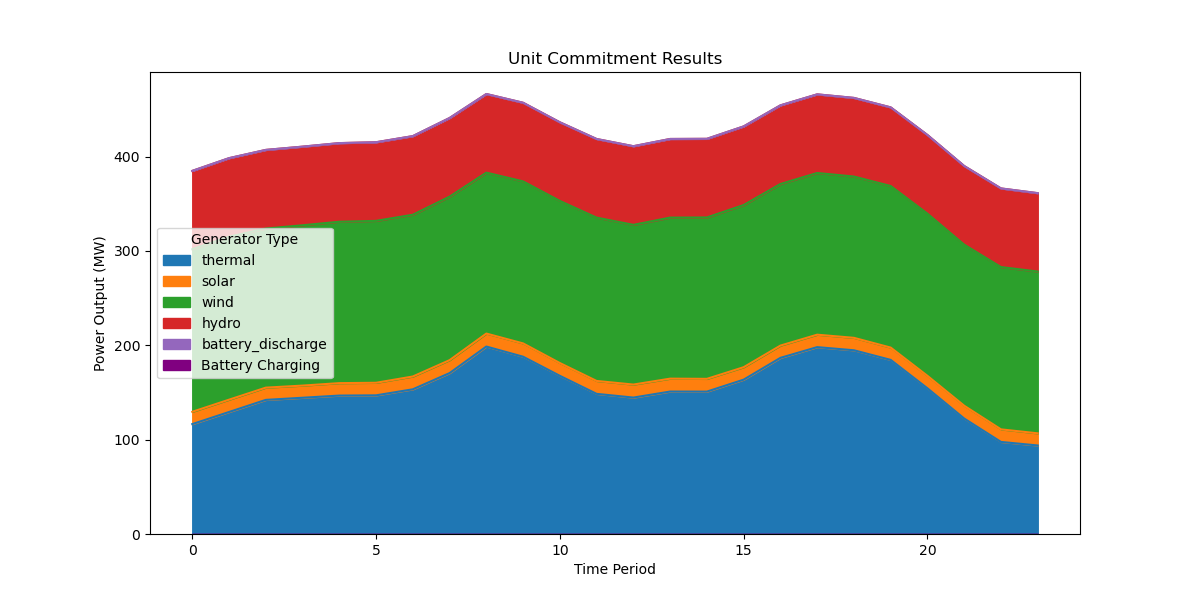 Unit Commitment Results
Power Output (MW)
400
300
200
100
0
Generator Type
thermal
solar
wind
hydro
battery_discharge
Battery Charging
0 5 10 15 20
Time Period